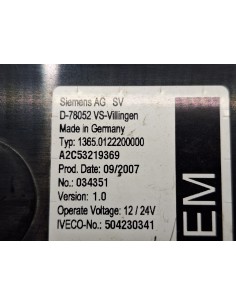 Siemens AG SV
D-78052 VS-Villingen
Made in Germany
Typ: 1365.0122200000
A2C53219369
Prod. Date: 09/2007
No.: 034351
Version: 1.0
Operate Voltage: 12 / 24V
IVECO-No.: 504230341
EM